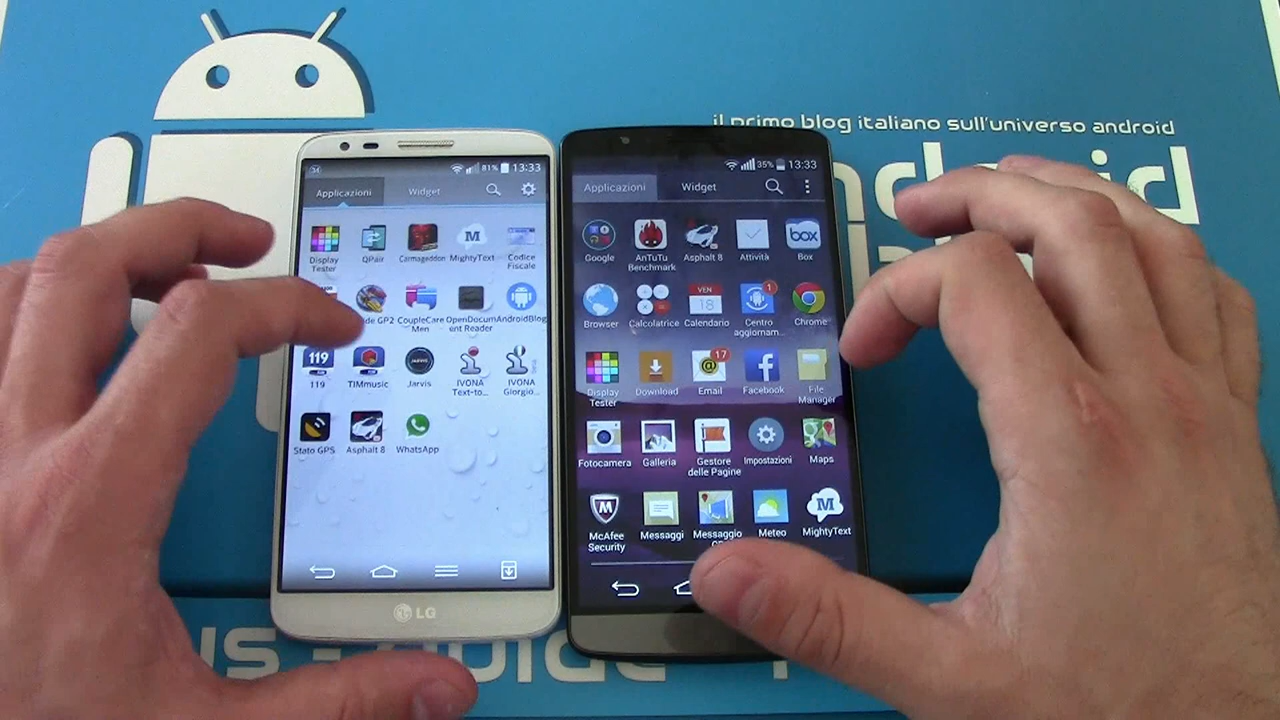 il primo blog italiano sull'universo android
81% 13:33
Applicazioni Widget
Display Tester
QPair
Carmageddon
MightyText
Codice Fiscale
GP2
CoupleCare Men
OpenDocument Reader
AndroidBlog
119
119
TIMmusic
Jarvis
IVONA Text-to...
IVONA Giorgio...
Stato GPS
Asphalt 8
WhatsApp
LG
35% 13:33
Applicazioni Widget
Google
AnTuTu Benchmark
Asphalt 8
Attività
box
Box
Browser
Calcolatrice
VEN
18
Calendario
1
Centro aggiornam...
Chrome
Display Tester
Download
17
Email
Facebook
File Manager
Fotocamera
Galleria
Gestore delle Pagine
Impostazioni
Maps
McAfee Security
Messaggi
Messaggio
Meteo
MightyText